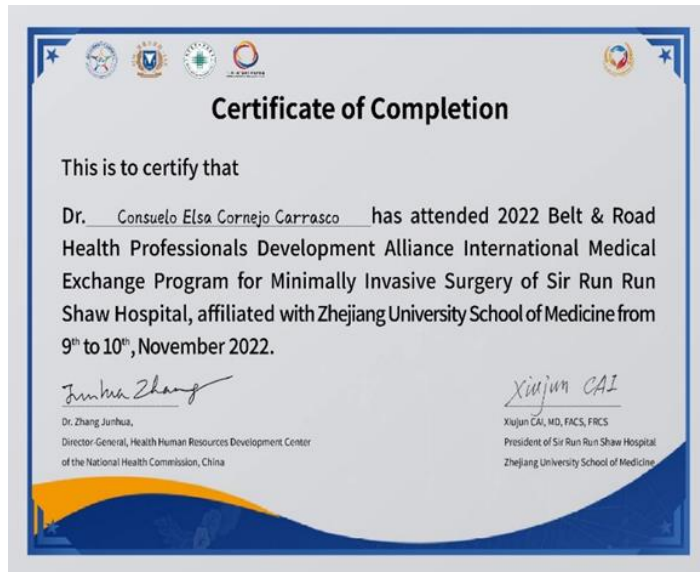 Certificate of Completion
This is to certify that
Dr. Consuelo Elsa Cornejo Carrasco has attended 2022 Belt & Road
Health Professionals Development Alliance International Medical
Exchange Program for Minimally Invasive Surgery of Sir Run Run
Shaw Hospital, affiliated with Zhejiang University School of Medicine from
9th to 10th, November 2022.
Junhua Zhang
Xiujun CAI
Dr. Zhang Junhua,
Director-General, Health Human Resources Development Center
of the National Health Commission, China
Xiujun CAI, MD, FACS, FRCS
President of Sir Run Run Shaw Hospital
Zhejiang University School of Medicine